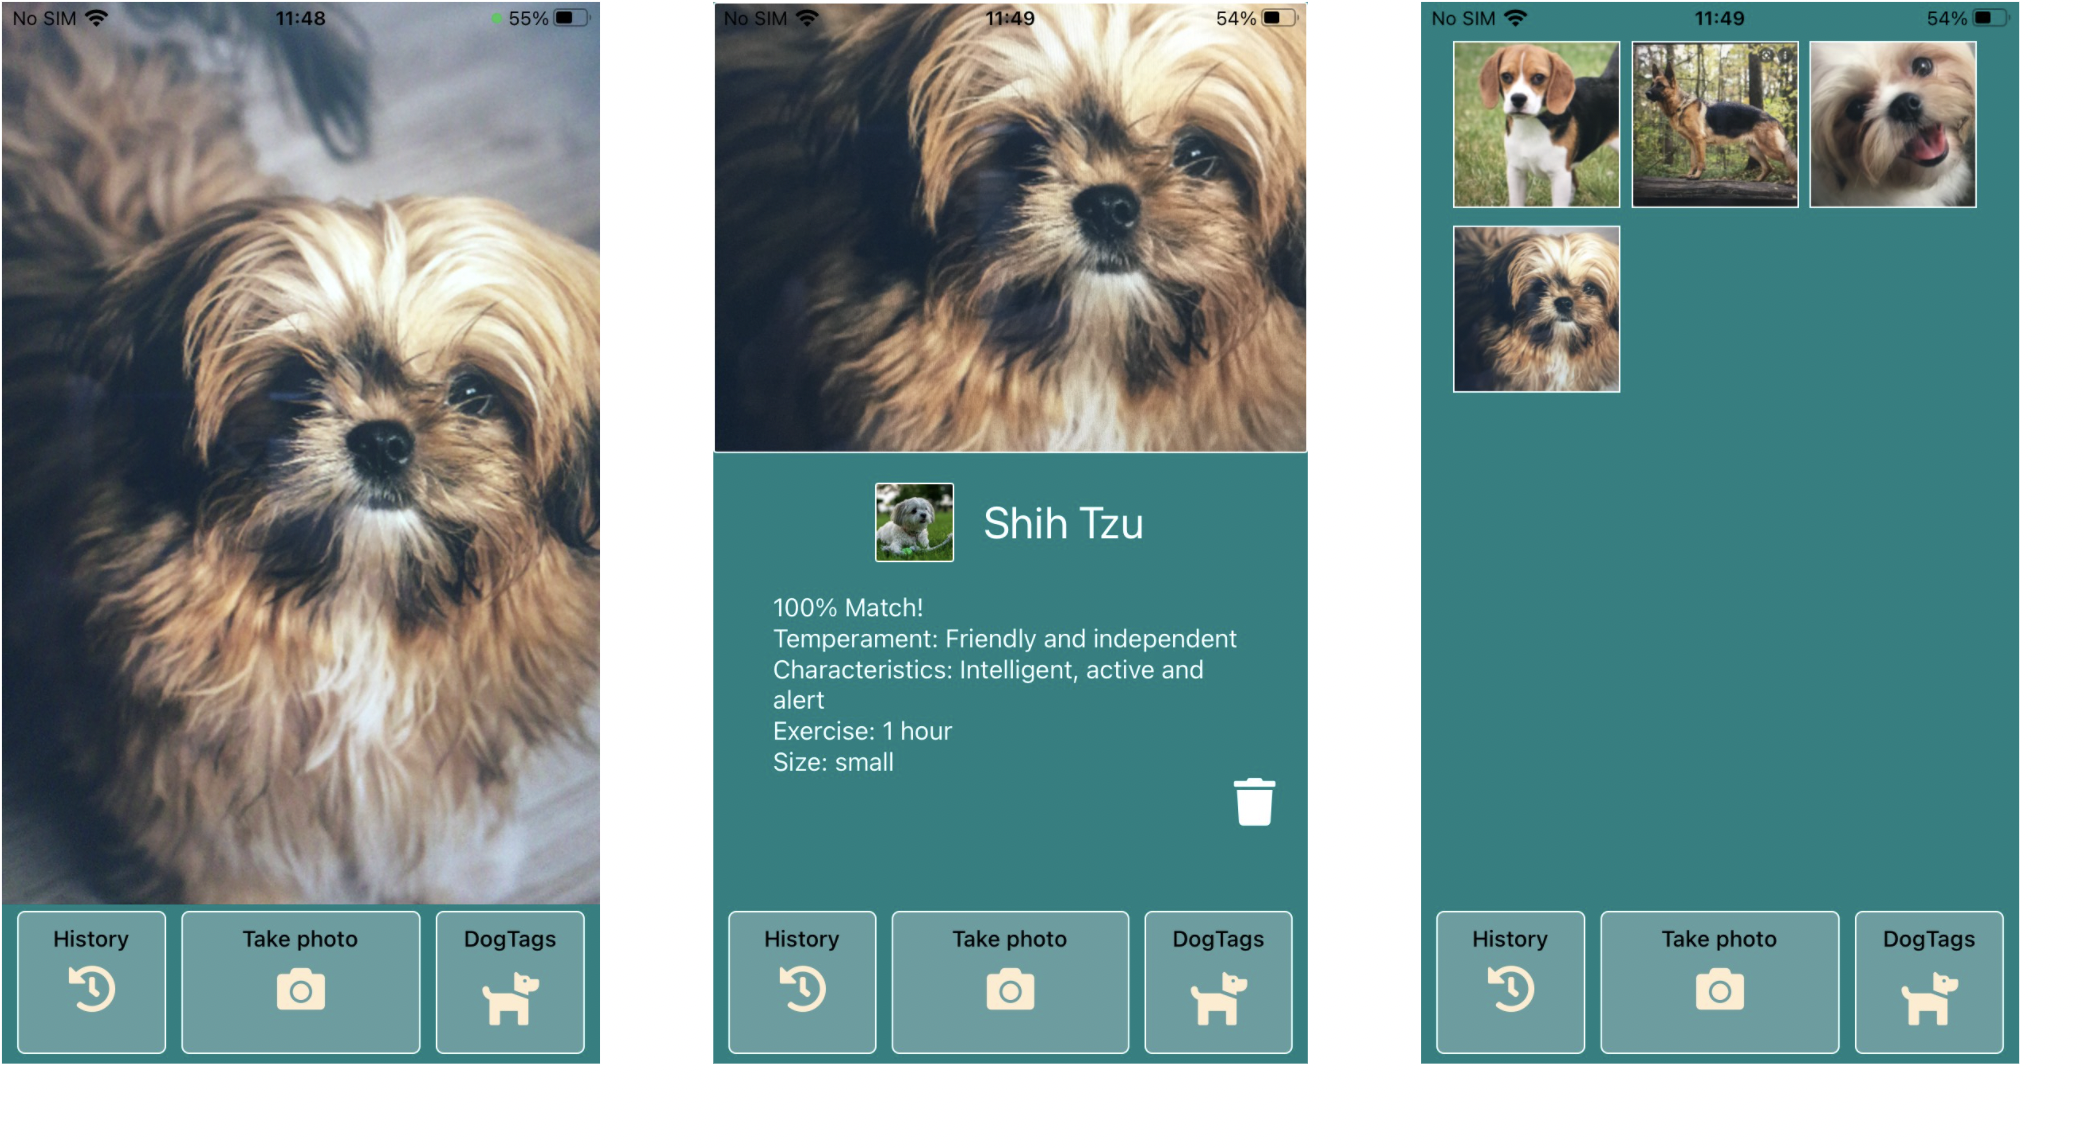 No SIM 11:48 55%
History Take photo DogTags
No SIM 11:49 54%
Shih Tzu
100% Match!
Temperament: Friendly and independent
Characteristics: Intelligent, active and
alert
Exercise: 1 hour
Size: small
History Take photo DogTags
No SIM 11:49 54%
History Take photo DogTags